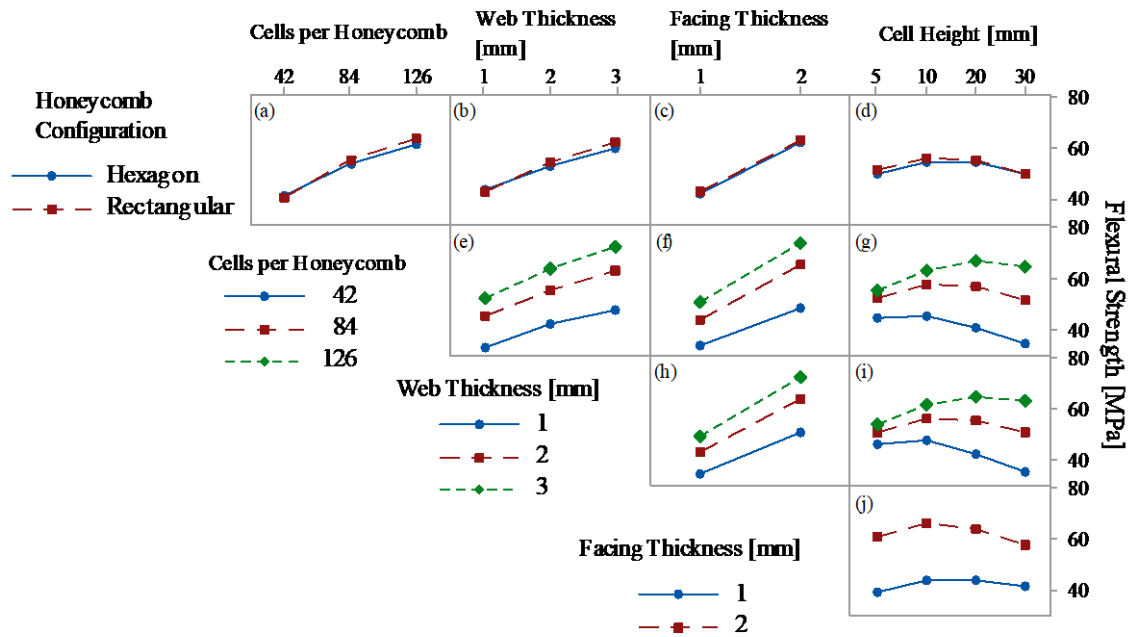 Cells per Honeycomb
Web Thickness
[mm]
Facing Thickness
[mm]
Cell Height [mm]
42 84 126
1 2 3
1 2
5 10 20 30
Honeycomb
Configuration
Hexagon
Rectangular
(a)
(b)
(c)
(d)
80
60
40
80
Cells per Honeycomb
42
84
126
(e)
(f)
(g)
60
40
80
Flexural Strength [MPa]
Web Thickness [mm]
1
2
3
(h)
(i)
60
40
80
Facing Thickness [mm]
1
2
(j)
60
40